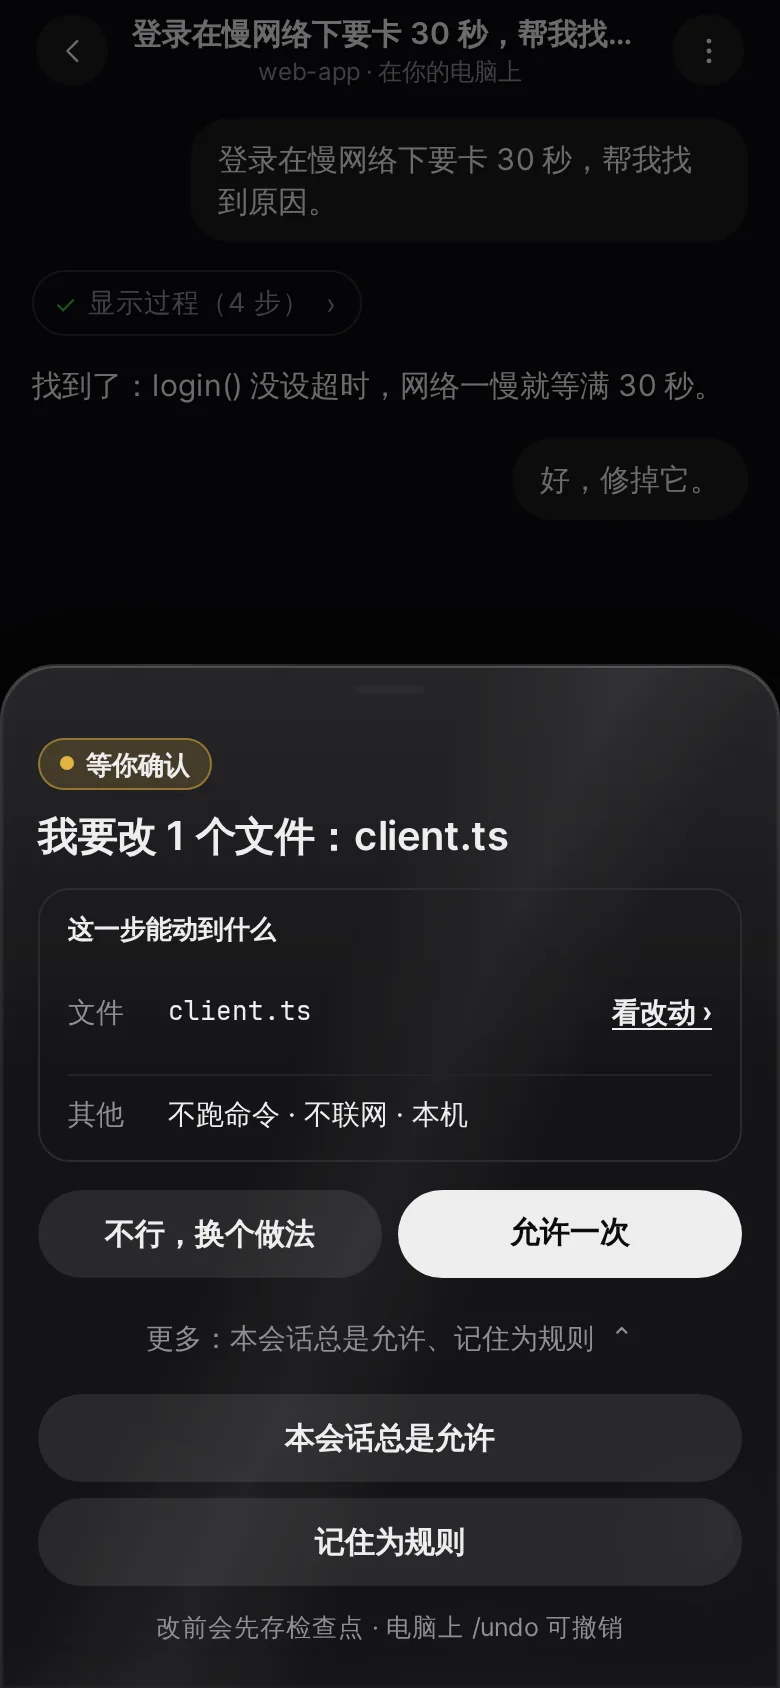 登录在慢网络下要卡 30 秒，帮我找...
web-app · 在你的电脑上
登录在慢网络下要卡 30 秒，帮我找
到原因。
✓ 显示过程（4 步） ›
找到了：login() 没设超时，网络一慢就等满 30 秒。
好，修掉它。
等你确认
我要改 1 个文件：client.ts
这一步能动到什么
文件 client.ts 看改动 ›
其他 不跑命令 · 不联网 · 本机
不行，换个做法 允许一次
更多：本会话总是允许、记住为规则 ⌃
本会话总是允许
记住为规则
改前会先存检查点 · 电脑上 /undo 可撤销